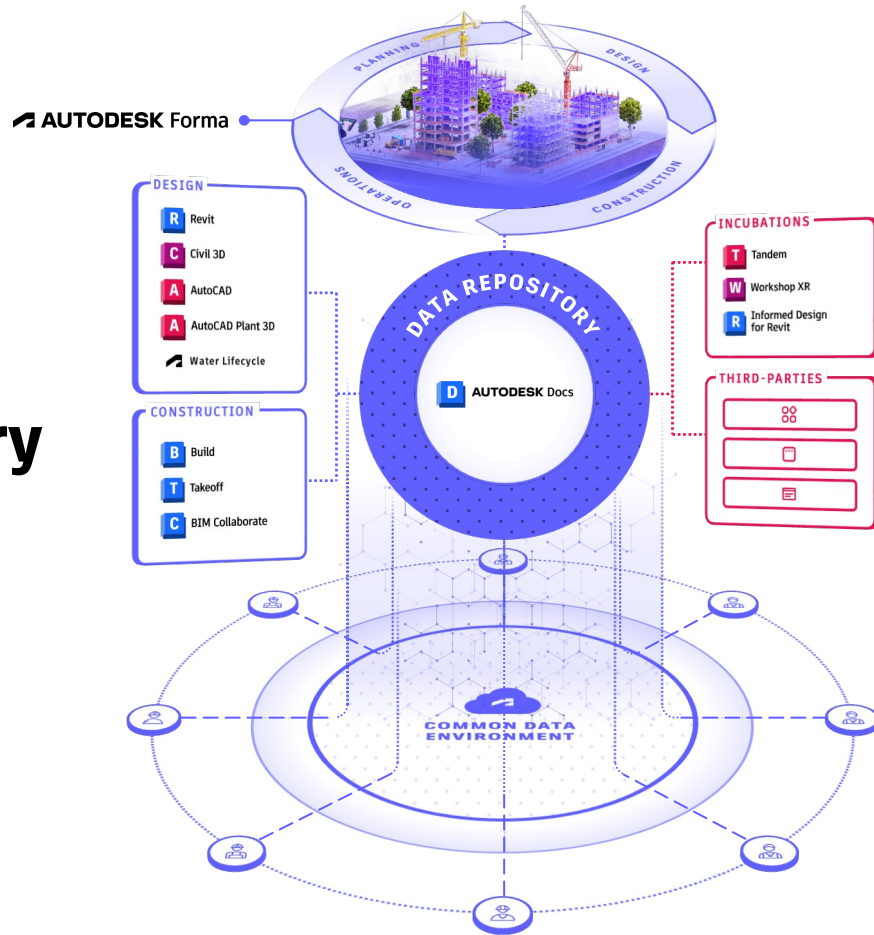 PLANNING
DESIGN
CONSTRUCTION
OPERATIONS
AUTODESK Forma
DESIGN
R Revit
C Civil 3D
A AutoCAD
A AutoCAD Plant 3D
Water Lifecycle
CONSTRUCTION
B Build
T Takeoff
C BIM Collaborate
ry
DATA REPOSITORY
D AUTODESK Docs
INCUBATIONS
T Tandem
W Workshop XR
R Informed Design
for Revit
THIRD-PARTIES
COMMON DATA
ENVIRONMENT